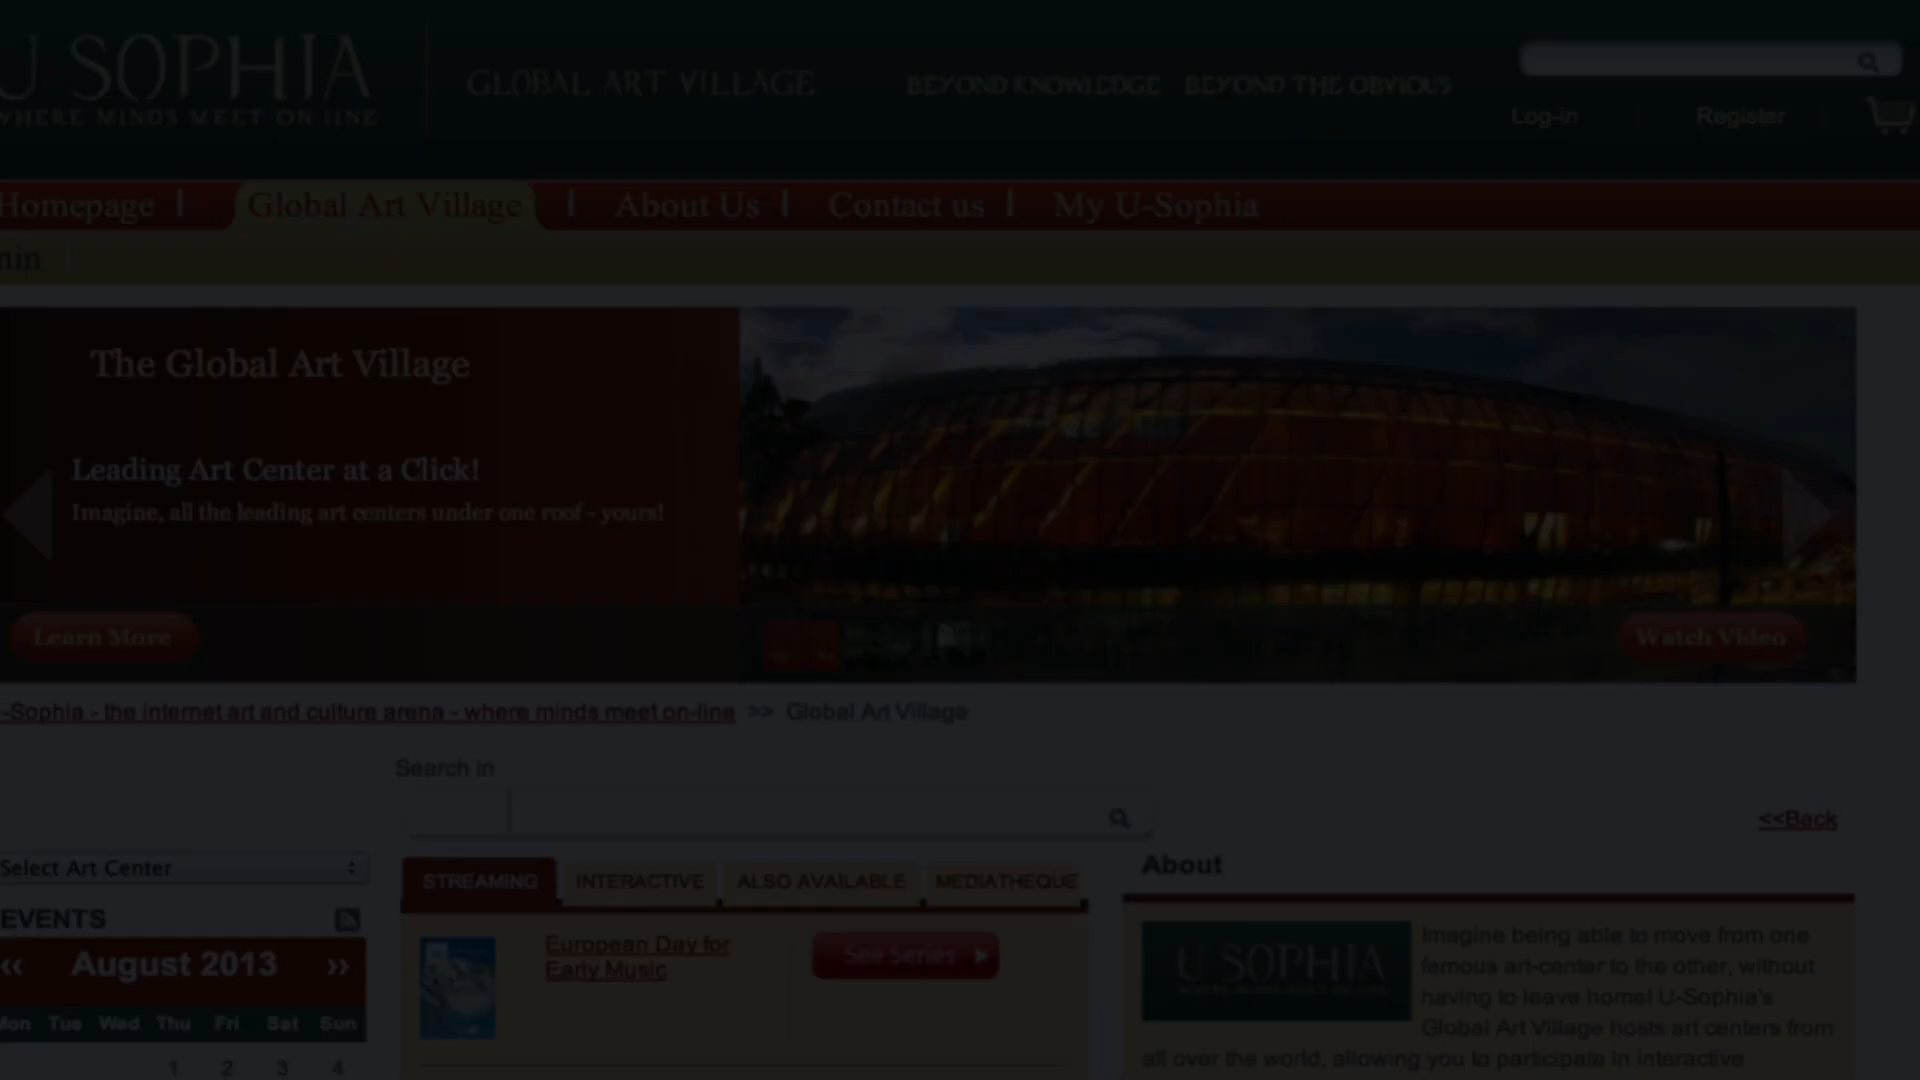 U-SOPHIA
WHERE MINDS MEET ON LINE
GLOBAL ART VILLAGE
BEYOND KNOWLEDGE BEYOND THE OBVIOUS
Log-in Register
Homepage Global Art Village About Us Contact us My U-Sophia
The Global Art Village
Leading Art Center at a Click!
Imagine, all the leading art centers under one roof - yours!
Learn More
Watch Video
-Sophia - the internet art and culture arena - where minds meet on-line >> Global Art Village
Search in
<<Back
Select Art Center
EVENTS
<< August 2013 >>
Mon Tue Wed Thu Fri Sat Sun
1 2 3 4
STREAMING INTERACTIVE ALSO AVAILABLE MEDIATHEQUE
European Day for
Early Music
See Series
About
U SOPHIA
Imagine being able to move from one
famous art-center to the other, without
having to leave home! U-Sophia's
Global Art Village hosts art centers from
all over the world, allowing you to participate in interactive